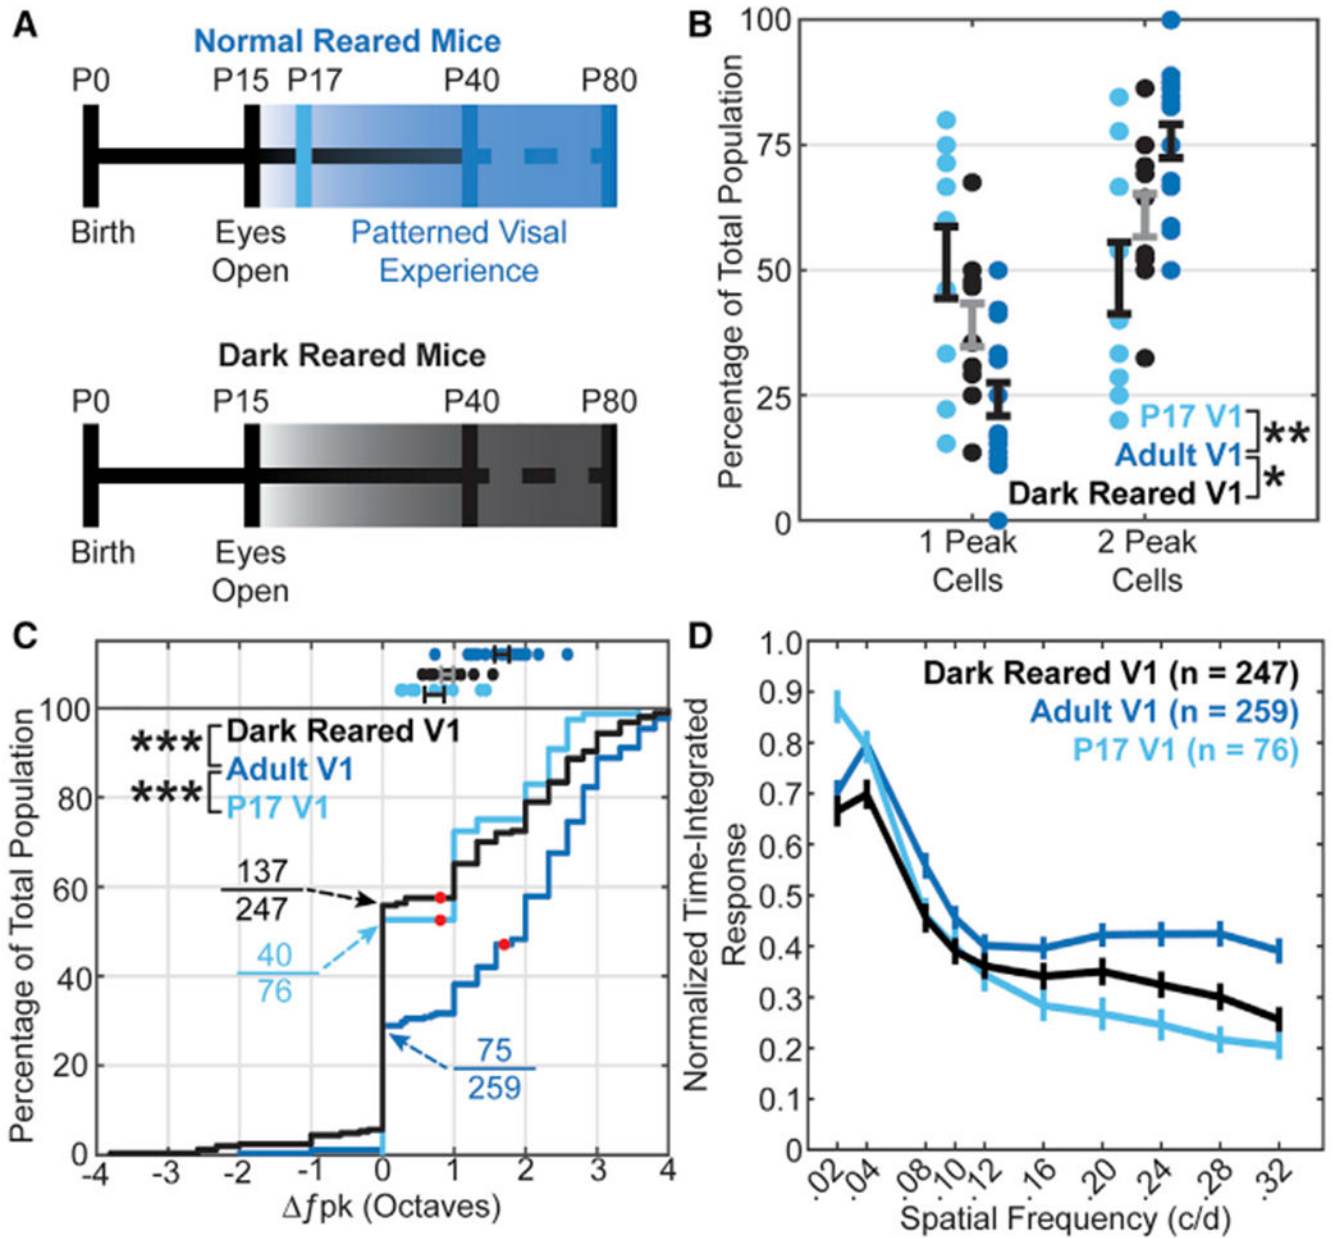 A
Normal Reared Mice
P0 P15 P17 P40 P80
Birth Eyes Open Patterned Visal Experience
Dark Reared Mice
P0 P15 P40 P80
Birth Eyes Open
B
Percentage of Total Population
100
75
50
25
0
P17 V1
**
Adult V1
*
Dark Reared V1
1 Peak Cells
2 Peak Cells
C
Percentage of Total Population
100
80
60
40
20
0
*** Dark Reared V1
Adult V1
*** P17 V1
137
247
40
76
75
259
-4 -3 -2 -1 0 1 2 3 4
Δfpk (Octaves)
D
Normalized Time-Integrated
Response
1.0
0.9
0.8
0.7
0.6
0.5
0.4
0.3
0.2
0.1
0
Dark Reared V1 (n = 247)
Adult V1 (n = 259)
P17 V1 (n = 76)
.02 .04 .08 .10 .12 .16 .20 .24 .28 .32
Spatial Frequency (c/d)